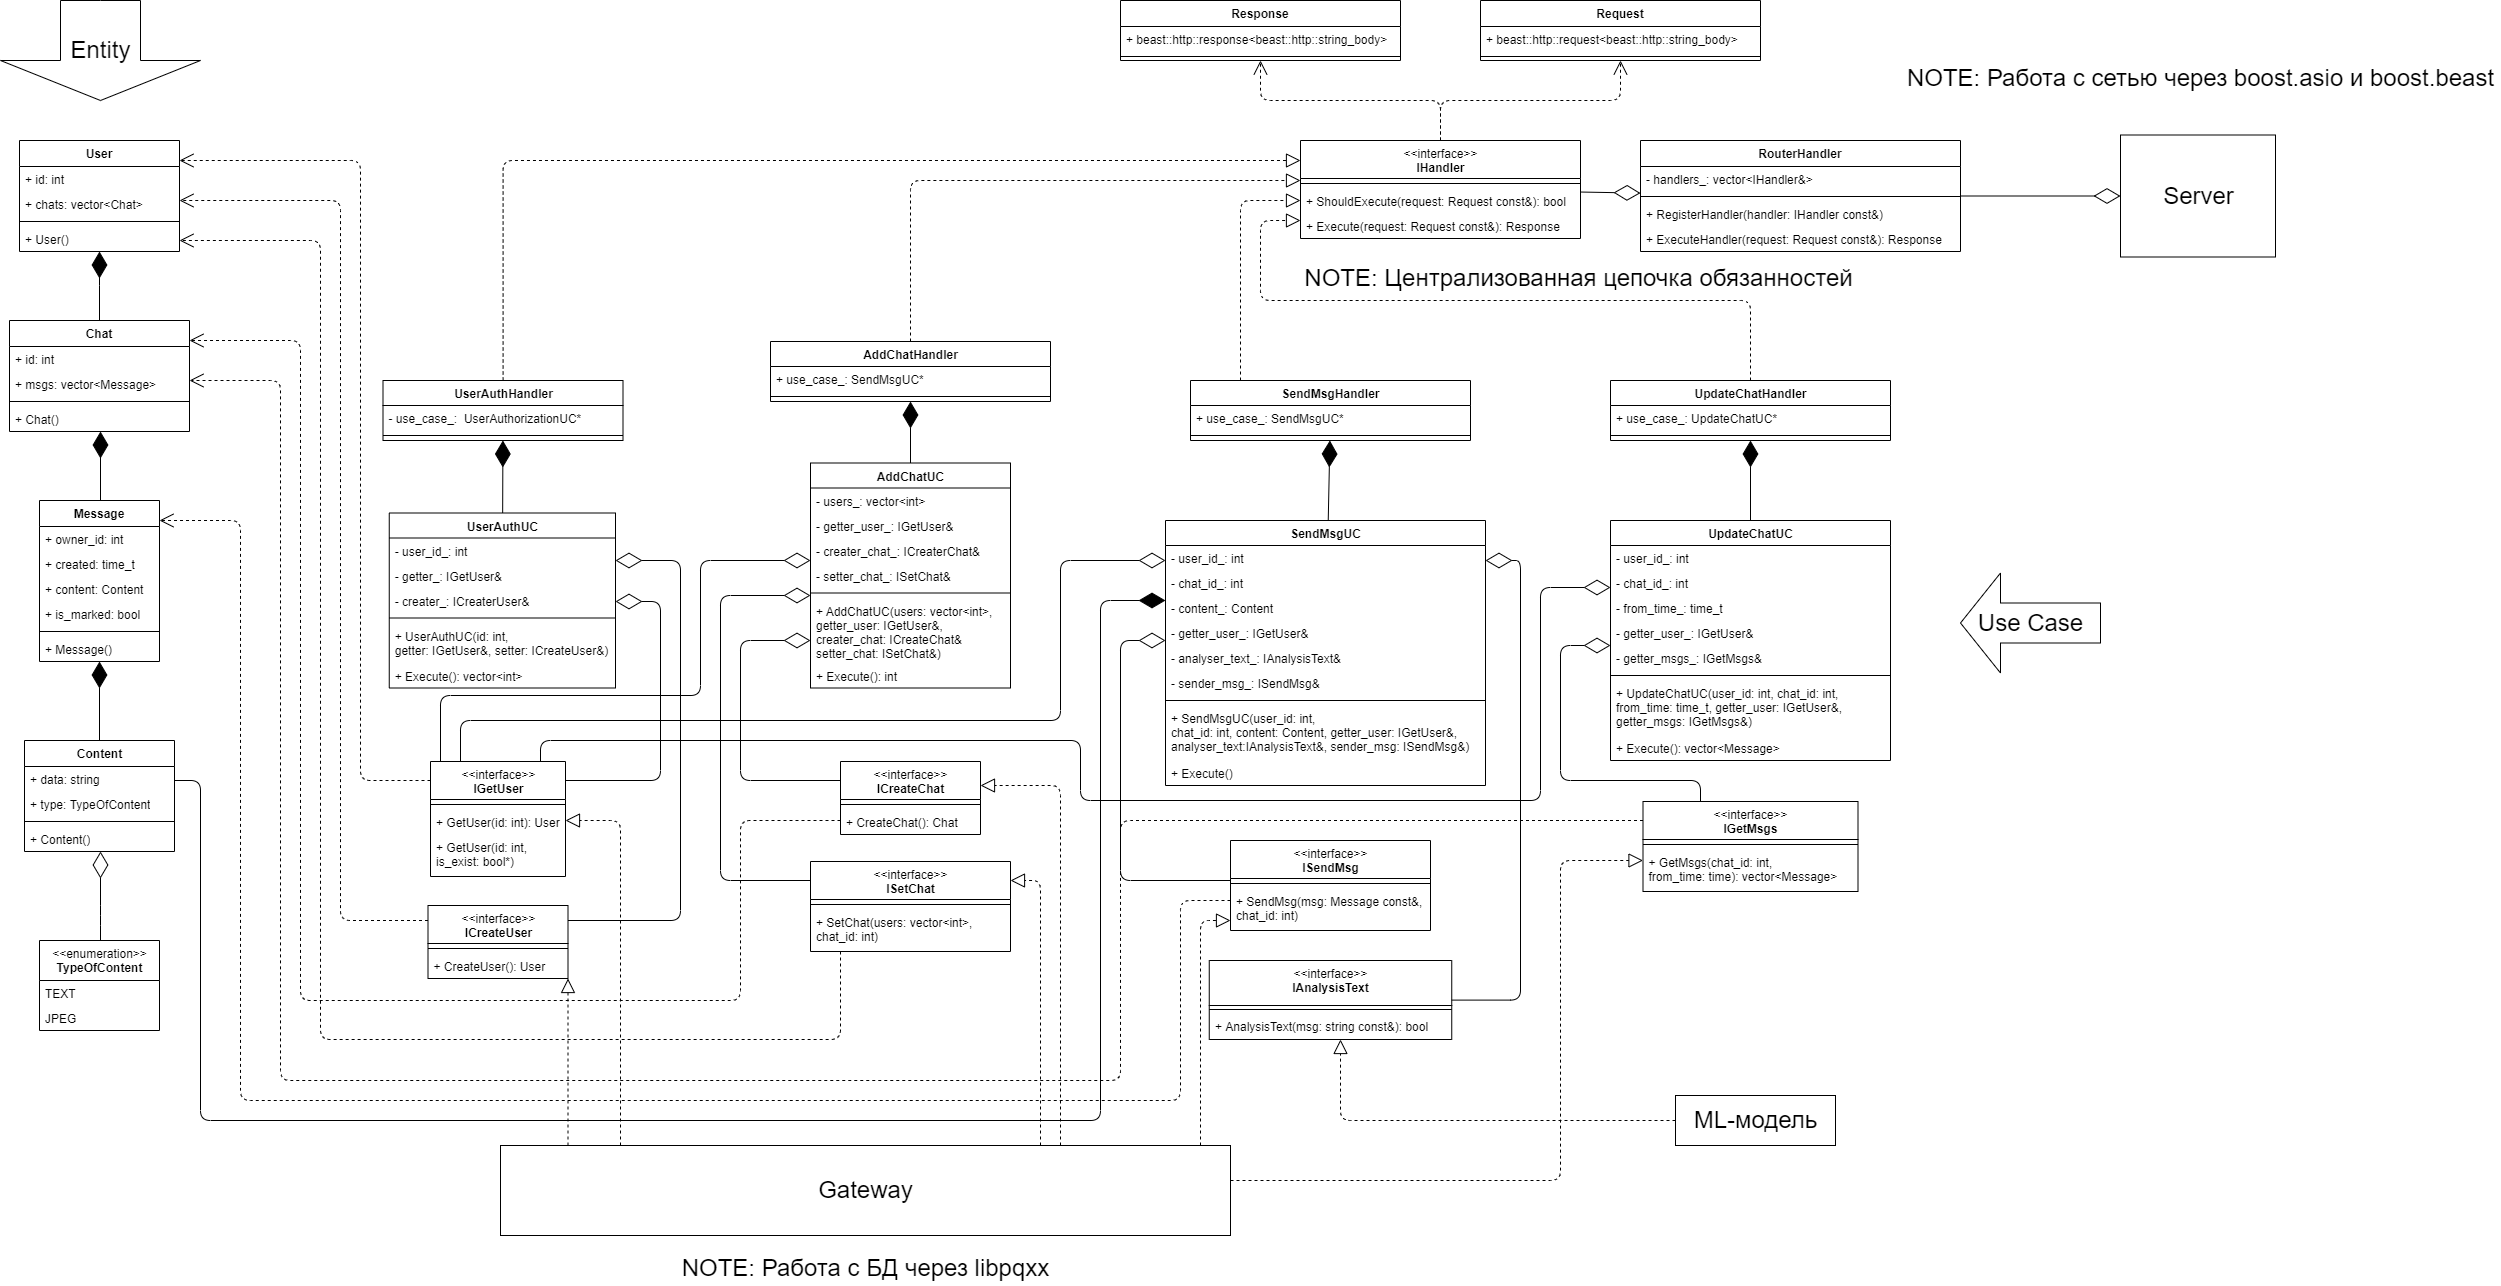 Entity
Response
+ beast::http::response<beast::http::string_body>
Request
+ beast::http::request<beast::http::string_body>
NOTE: Работа с сетью через boost.asio и boost.beast
User
+ id: int
+ chats: vector<Chat>
+ User()
<<interface>>
IHandler
+ ShouldExecute(request: Request const&): bool
+ Execute(request: Request const&): Response
RouterHandler
- handlers_: vector<IHandler&>
+ RegisterHandler(handler: IHandler const&)
+ ExecuteHandler(request: Request const&): Response
Server
NOTE: Централизованная цепочка обязанностей
Chat
+ id: int
+ msgs: vector<Message>
+ Chat()
UserAuthHandler
- use_case_:  UserAuthorizationUC*
AddChatHandler
+ use_case_: SendMsgUC*
SendMsgHandler
+ use_case_: SendMsgUC*
UpdateChatHandler
+ use_case_: UpdateChatUC*
Message
+ owner_id: int
+ created: time_t
+ content: Content
+ is_marked: bool
+ Message()
UserAuthUC
- user_id_: int
- getter_: IGetUser&
- creater_: ICreaterUser&
+ UserAuthUC(id: int,
getter: IGetUser&, setter: ICreateUser&)
+ Execute(): vector<int>
AddChatUC
- users_: vector<int>
- getter_user_: IGetUser&
- creater_chat_: ICreaterChat&
- setter_chat_: ISetChat&
+ AddChatUC(users: vector<int>,
getter_user: IGetUser&,
creater_chat: ICreateChat&
setter_chat: ISetChat&)
+ Execute(): int
SendMsgUC
- user_id_: int
- chat_id_: int
- content_: Content
- getter_user_: IGetUser&
- analyser_text_: IAnalysisText&
- sender_msg_: ISendMsg&
+ SendMsgUC(user_id: int,
chat_id: int, content: Content, getter_user: IGetUser&,
analyser_text:IAnalysisText&, sender_msg: ISendMsg&)
+ Execute()
UpdateChatUC
- user_id_: int
- chat_id_: int
- from_time_: time_t
- getter_user_: IGetUser&
- getter_msgs_: IGetMsgs&
+ UpdateChatUC(user_id: int, chat_id: int,
from_time: time_t, getter_user: IGetUser&,
getter_msgs: IGetMsgs&)
+ Execute(): vector<Message>
Use Case
Content
+ data: string
+ type: TypeOfContent
+ Content()
<<interface>>
IGetUser
+ GetUser(id: int): User
+ GetUser(id: int,
is_exist: bool*)
<<interface>>
ICreateChat
+ CreateChat(): Chat
<<interface>>
ISetChat
+ SetChat(users: vector<int>,
chat_id: int)
<<interface>>
ISendMsg
+ SendMsg(msg: Message const&,
chat_id: int)
<<interface>>
IGetMsgs
+ GetMsgs(chat_id: int,
from_time: time): vector<Message>
<<interface>>
ICreateUser
+ CreateUser(): User
<<enumeration>>
TypeOfContent
TEXT
JPEG
<<interface>>
IAnalysisText
+ AnalysisText(msg: string const&): bool
ML-модель
Gateway
NOTE: Работа с БД через libpqxx